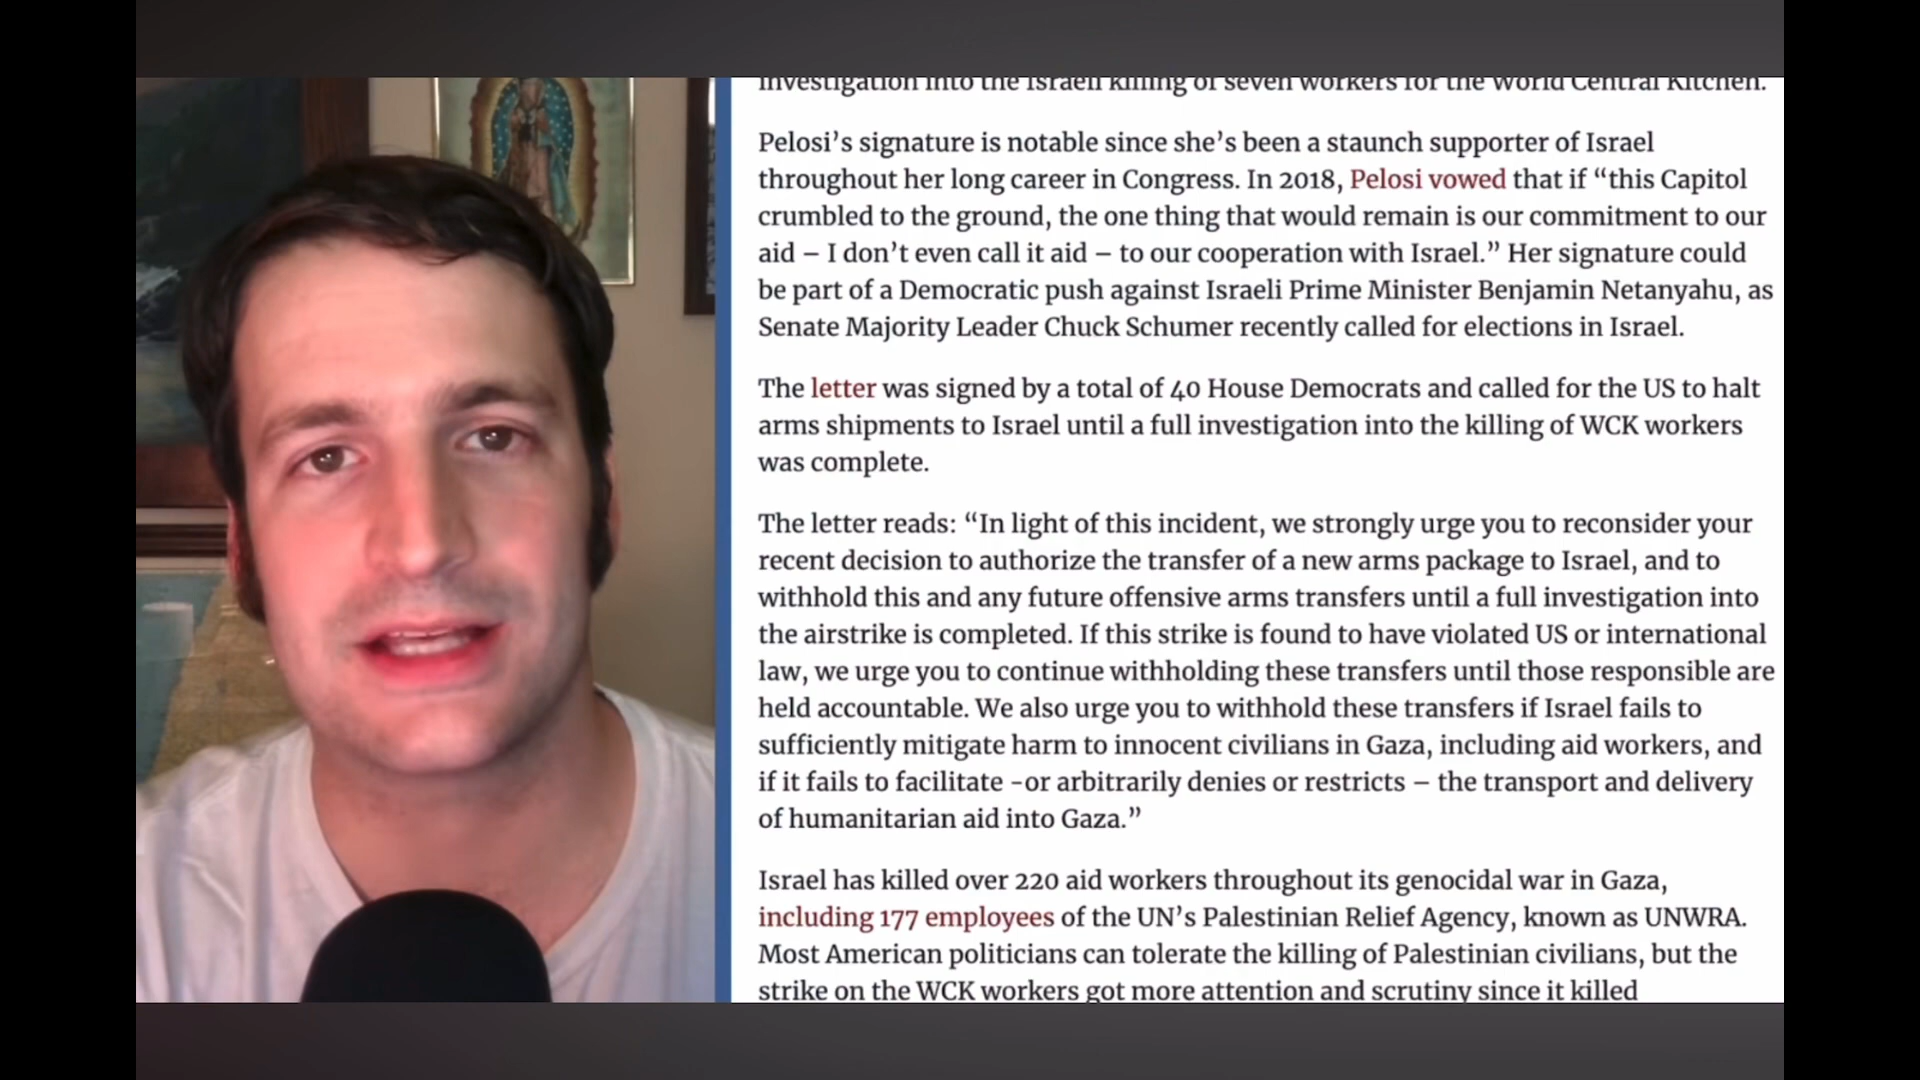 investigation into the Israeli killing of seven workers for the World Central Kitchen.
Pelosi’s signature is notable since she’s been a staunch supporter of Israel
throughout her long career in Congress. In 2018, Pelosi vowed that if “this Capitol
crumbled to the ground, the one thing that would remain is our commitment to our
aid – I don’t even call it aid – to our cooperation with Israel.” Her signature could
be part of a Democratic push against Israeli Prime Minister Benjamin Netanyahu, as
Senate Majority Leader Chuck Schumer recently called for elections in Israel.
The letter was signed by a total of 40 House Democrats and called for the US to halt
arms shipments to Israel until a full investigation into the killing of WCK workers
was complete.
The letter reads: “In light of this incident, we strongly urge you to reconsider your
recent decision to authorize the transfer of a new arms package to Israel, and to
withhold this and any future offensive arms transfers until a full investigation into
the airstrike is completed. If this strike is found to have violated US or international
law, we urge you to continue withholding these transfers until those responsible are
held accountable. We also urge you to withhold these transfers if Israel fails to
sufficiently mitigate harm to innocent civilians in Gaza, including aid workers, and
if it fails to facilitate -or arbitrarily denies or restricts – the transport and delivery
of humanitarian aid into Gaza.”
Israel has killed over 220 aid workers throughout its genocidal war in Gaza,
including 177 employees of the UN’s Palestinian Relief Agency, known as UNWRA.
Most American politicians can tolerate the killing of Palestinian civilians, but the
strike on the WCK workers got more attention and scrutiny since it killed